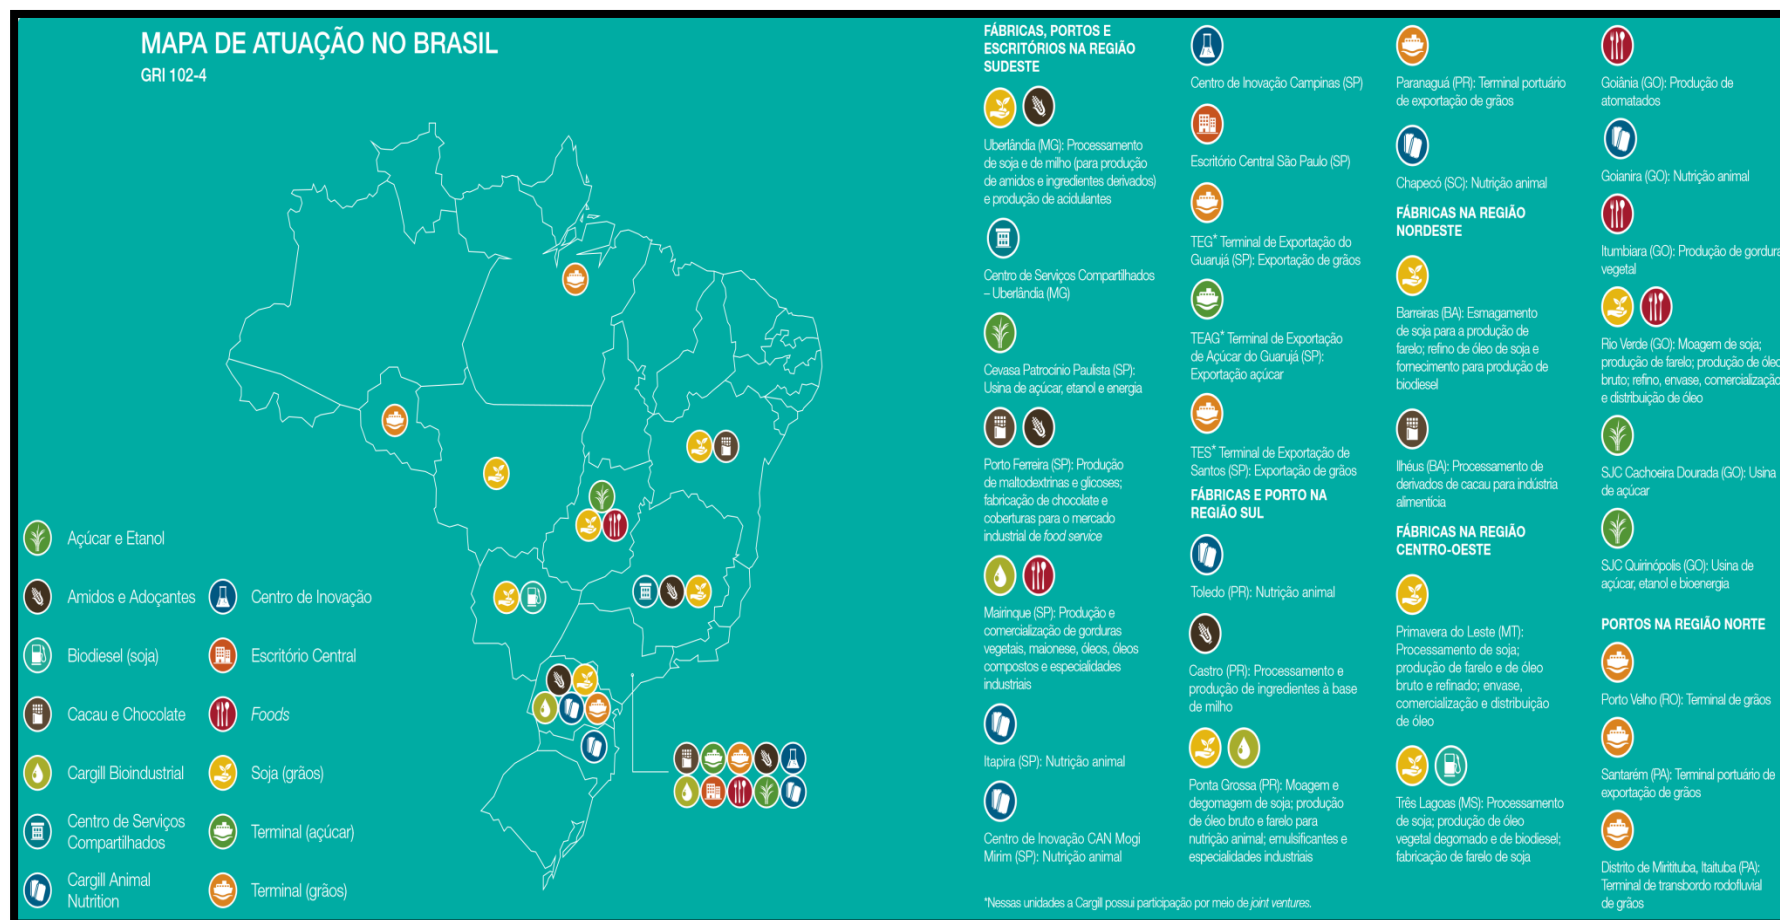 MAPA DE ATUAÇÃO NO BRASIL
GRI 102-4
Açúcar e Etanol
Amidos e Adoçantes
Biodiesel (soja)
Cacau e Chocolate
Cargill Bioindustrial
Centro de Serviços
Compartilhados
Cargill Animal
Nutrition
Centro de Inovação
Escritório Central
Foods
Soja (grãos)
Terminal (açúcar)
Terminal (grãos)
FÁBRICAS, PORTOS E
ESCRITÓRIOS NA REGIÃO
SUDESTE
Uberlândia (MG): Processamento
de soja e de milho (para produção
de amidos e ingredientes derivados)
e produção de acidulantes
Centro de Serviços Compartilhados
– Uberlândia (MG)
Cevasa Patrocínio Paulista (SP):
Usina de açúcar, etanol e energia
Porto Ferreira (SP): Produção
de maltodextrinas e glicoses;
fabricação de chocolate e
coberturas para o mercado
industrial de food service
Mairinque (SP): Produção e
comercialização de gorduras
vegetais, maionese, óleos, óleos
compostos e especialidades
industriais
Itapira (SP): Nutrição animal
Centro de Inovação CAN Mogi
Mirim (SP): Nutrição animal
Centro de Inovação Campinas (SP)
Escritório Central São Paulo (SP)
TEG* Terminal de Exportação do
Guarujá (SP): Exportação de grãos
TEAG* Terminal de Exportação
de Açúcar do Guarujá (SP):
Exportação açúcar
TES* Terminal de Exportação de
Santos (SP): Exportação de grãos
FÁBRICAS E PORTO NA
REGIÃO SUL
Toledo (PR): Nutrição animal
Castro (PR): Processamento e
produção de ingredientes à base
de milho
Ponta Grossa (PR): Moagem e
degomagem de soja; produção
de óleo bruto e farelo para
nutrição animal; emulsificantes e
especialidades industriais
Paranaguá (PR): Terminal portuário
de exportação de grãos
Chapecó (SC): Nutrição animal
FÁBRICAS NA REGIÃO
NORDESTE
Barreiras (BA): Esmagamento
de soja para a produção de
farelo; refino de óleo de soja e
fornecimento para produção de
biodiesel
Ilhéus (BA): Processamento de
derivados de cacau para indústria
alimentícia
FÁBRICAS NA REGIÃO
CENTRO-OESTE
Primavera do Leste (MT):
Processamento de soja;
produção de farelo e de óleo
bruto e refinado; envase,
comercialização e distribuição
de óleo
Três Lagoas (MS): Processamento
de soja; produção de óleo
vegetal degomado e de biodiesel;
fabricação de farelo de soja
Goiânia (GO): Produção de
atomatados
Goianira (GO): Nutrição animal
Itumbiara (GO): Produção de gordura
vegetal
Rio Verde (GO): Moagem de soja;
produção de farelo; produção de óleo
bruto; refino, envase, comercialização
e distribuição de óleo
SJC Cachoeira Dourada (GO): Usina
de açúcar
SJC Quirinópolis (GO): Usina de
açúcar, etanol e bioenergia
PORTOS NA REGIÃO NORTE
Porto Velho (RO): Terminal de grãos
Santarém (PA): Terminal portuário de
exportação de grãos
Distrito de Miritituba, Itaituba (PA):
Terminal de transbordo rodofluvial
de grãos
*Nessas unidades a Cargill possui participação por meio de joint ventures.